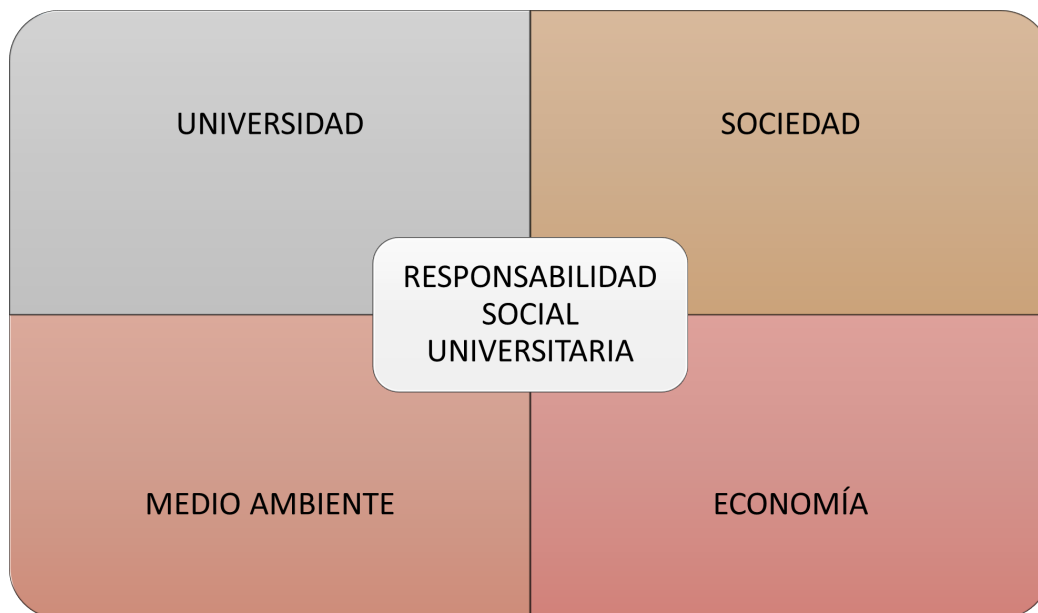 UNIVERSIDAD
SOCIEDAD
RESPONSABILIDAD
SOCIAL
UNIVERSITARIA
MEDIO AMBIENTE
ECONOMÍA